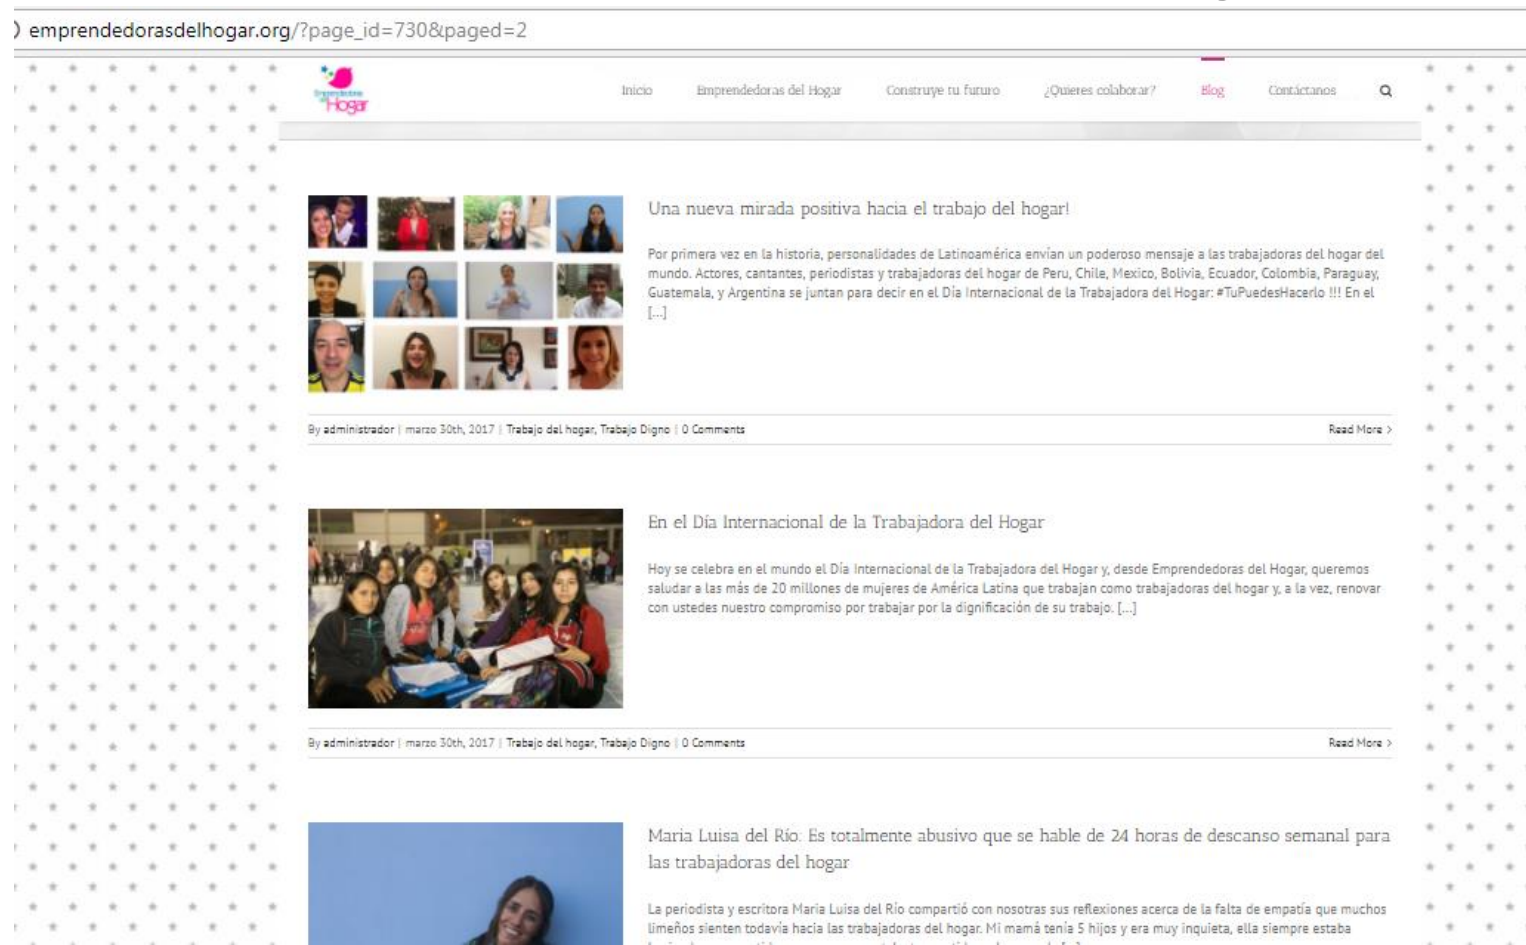 emprendedorasdelhogar.org/?page_id=730&paged=2
Emprendedoras
del Hogar
Inicio Emprendedoras del Hogar Construye tu futuro ¿Quieres colaborar? Blog Contáctanos
Una nueva mirada positiva hacia el trabajo del hogar!
Por primera vez en la historia, personalidades de Latinoamérica envían un poderoso mensaje a las trabajadoras del hogar del
mundo. Actores, cantantes, periodistas y trabajadoras del hogar de Peru, Chile, Mexico, Bolivia, Ecuador, Colombia, Paraguay,
Guatemala, y Argentina se juntan para decir en el Día Internacional de la Trabajadora del Hogar: #TuPuedesHacerlo !!! En el
[...]
By administrador | marzo 30th, 2017 | Trabajo del hogar, Trabajo Digno | 0 Comments Read More >
En el Día Internacional de la Trabajadora del Hogar
Hoy se celebra en el mundo el Día Internacional de la Trabajadora del Hogar y, desde Emprendedoras del Hogar, queremos
saludar a las más de 20 millones de mujeres de América Latina que trabajan como trabajadoras del hogar y, a la vez, renovar
con ustedes nuestro compromiso por trabajar por la dignificación de su trabajo. [...]
By administrador | marzo 30th, 2017 | Trabajo del hogar, Trabajo Digno | 0 Comments Read More >
Maria Luisa del Río: Es totalmente abusivo que se hable de 24 horas de descanso semanal para
las trabajadoras del hogar
La periodista y escritora Maria Luisa del Río compartió con nosotras sus reflexiones acerca de la falta de empatía que muchos
limeños sienten todavía hacia las trabajadoras del hogar. Mi mamá tenía 5 hijos y era muy inquieta, ella siempre estaba